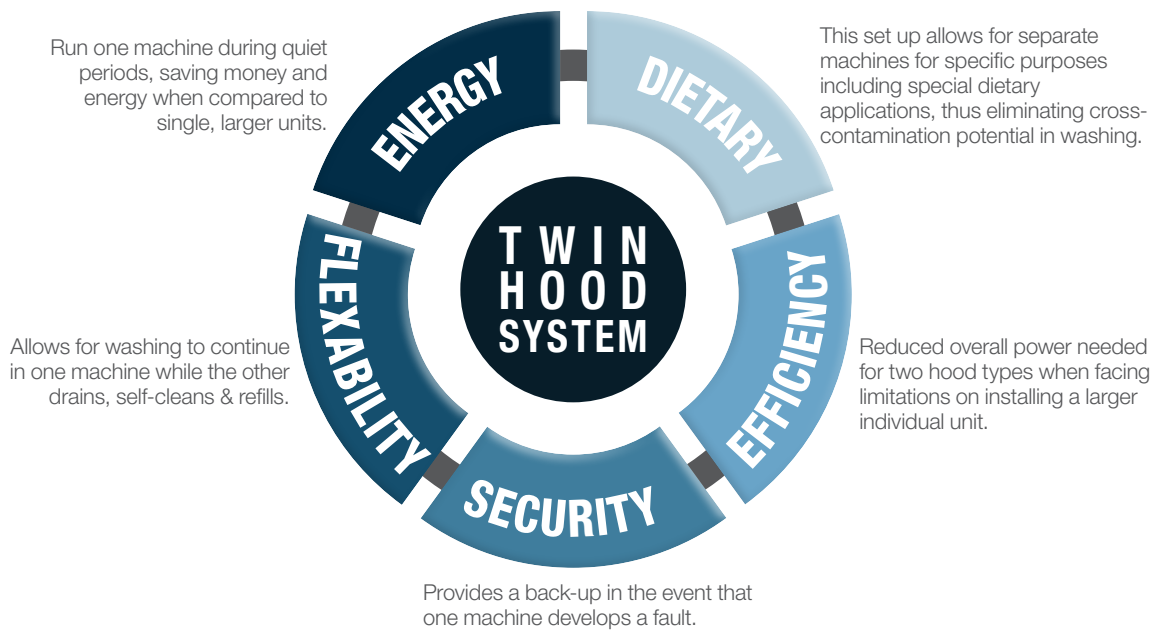 Run one machine during quiet
periods, saving money and
energy when compared to
single, larger units.
ENERGY
DIETARY
This set up allows for separate
machines for specific purposes
including special dietary
applications, thus eliminating cross-
contamination potential in washing.
TWIN
HOOD
SYSTEM
FLEXABILITY
Allows for washing to continue
in one machine while the other
drains, self-cleans & refills.
EFFICIENCY
Reduced overall power needed
for two hood types when facing
limitations on installing a larger
individual unit.
SECURITY
Provides a back-up in the event that
one machine develops a fault.